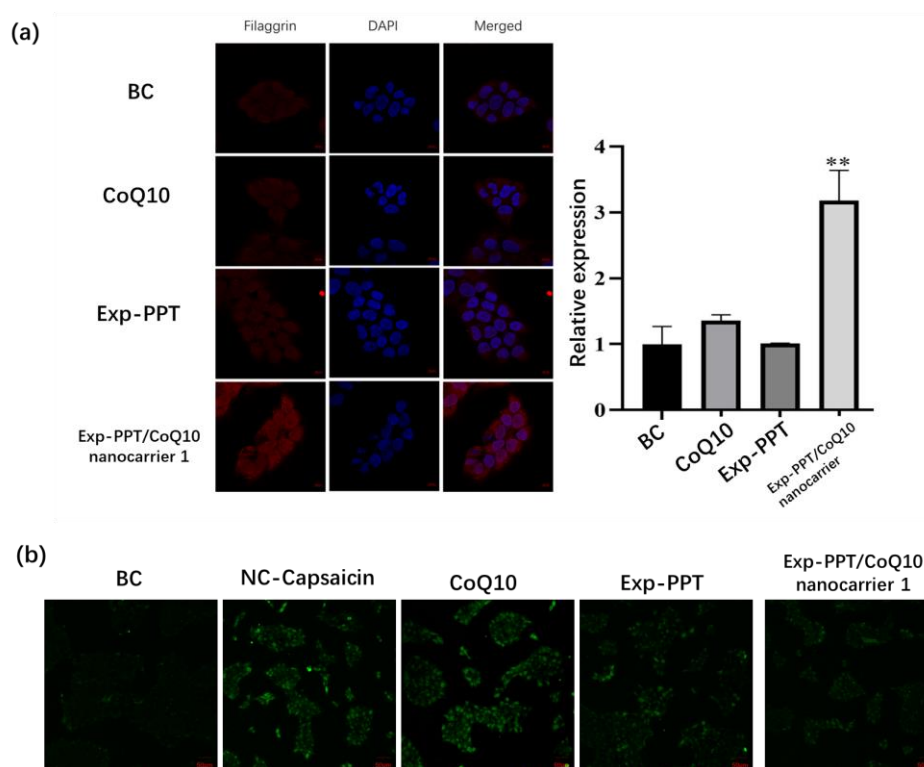 (a)
Filaggrin
DAPI
Merged
BC
CoQ10
Exp-PPT
Exp-PPT/CoQ10
nanocarrier 1
Relative expression
4
3
2
1
0
**
BC
CoQ10
Exp-PPT
Exp-PPT/CoQ10
nanocarrier
(b)
BC
NC-Capsaicin
CoQ10
Exp-PPT
Exp-PPT/CoQ10
nanocarrier 1